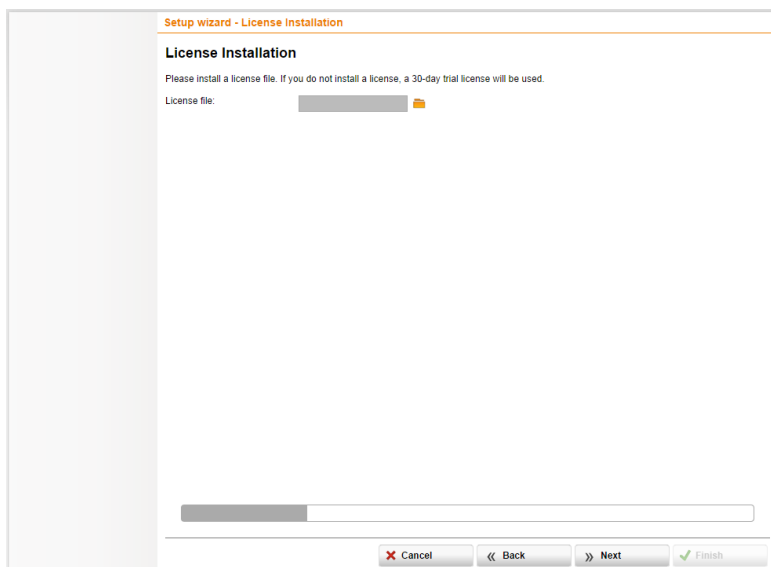 Setup wizard - License Installation
License Installation
Please install a license file. If you do not install a license, a 30-day trial license will be used.
License file:
Cancel
Back
Next
Finish